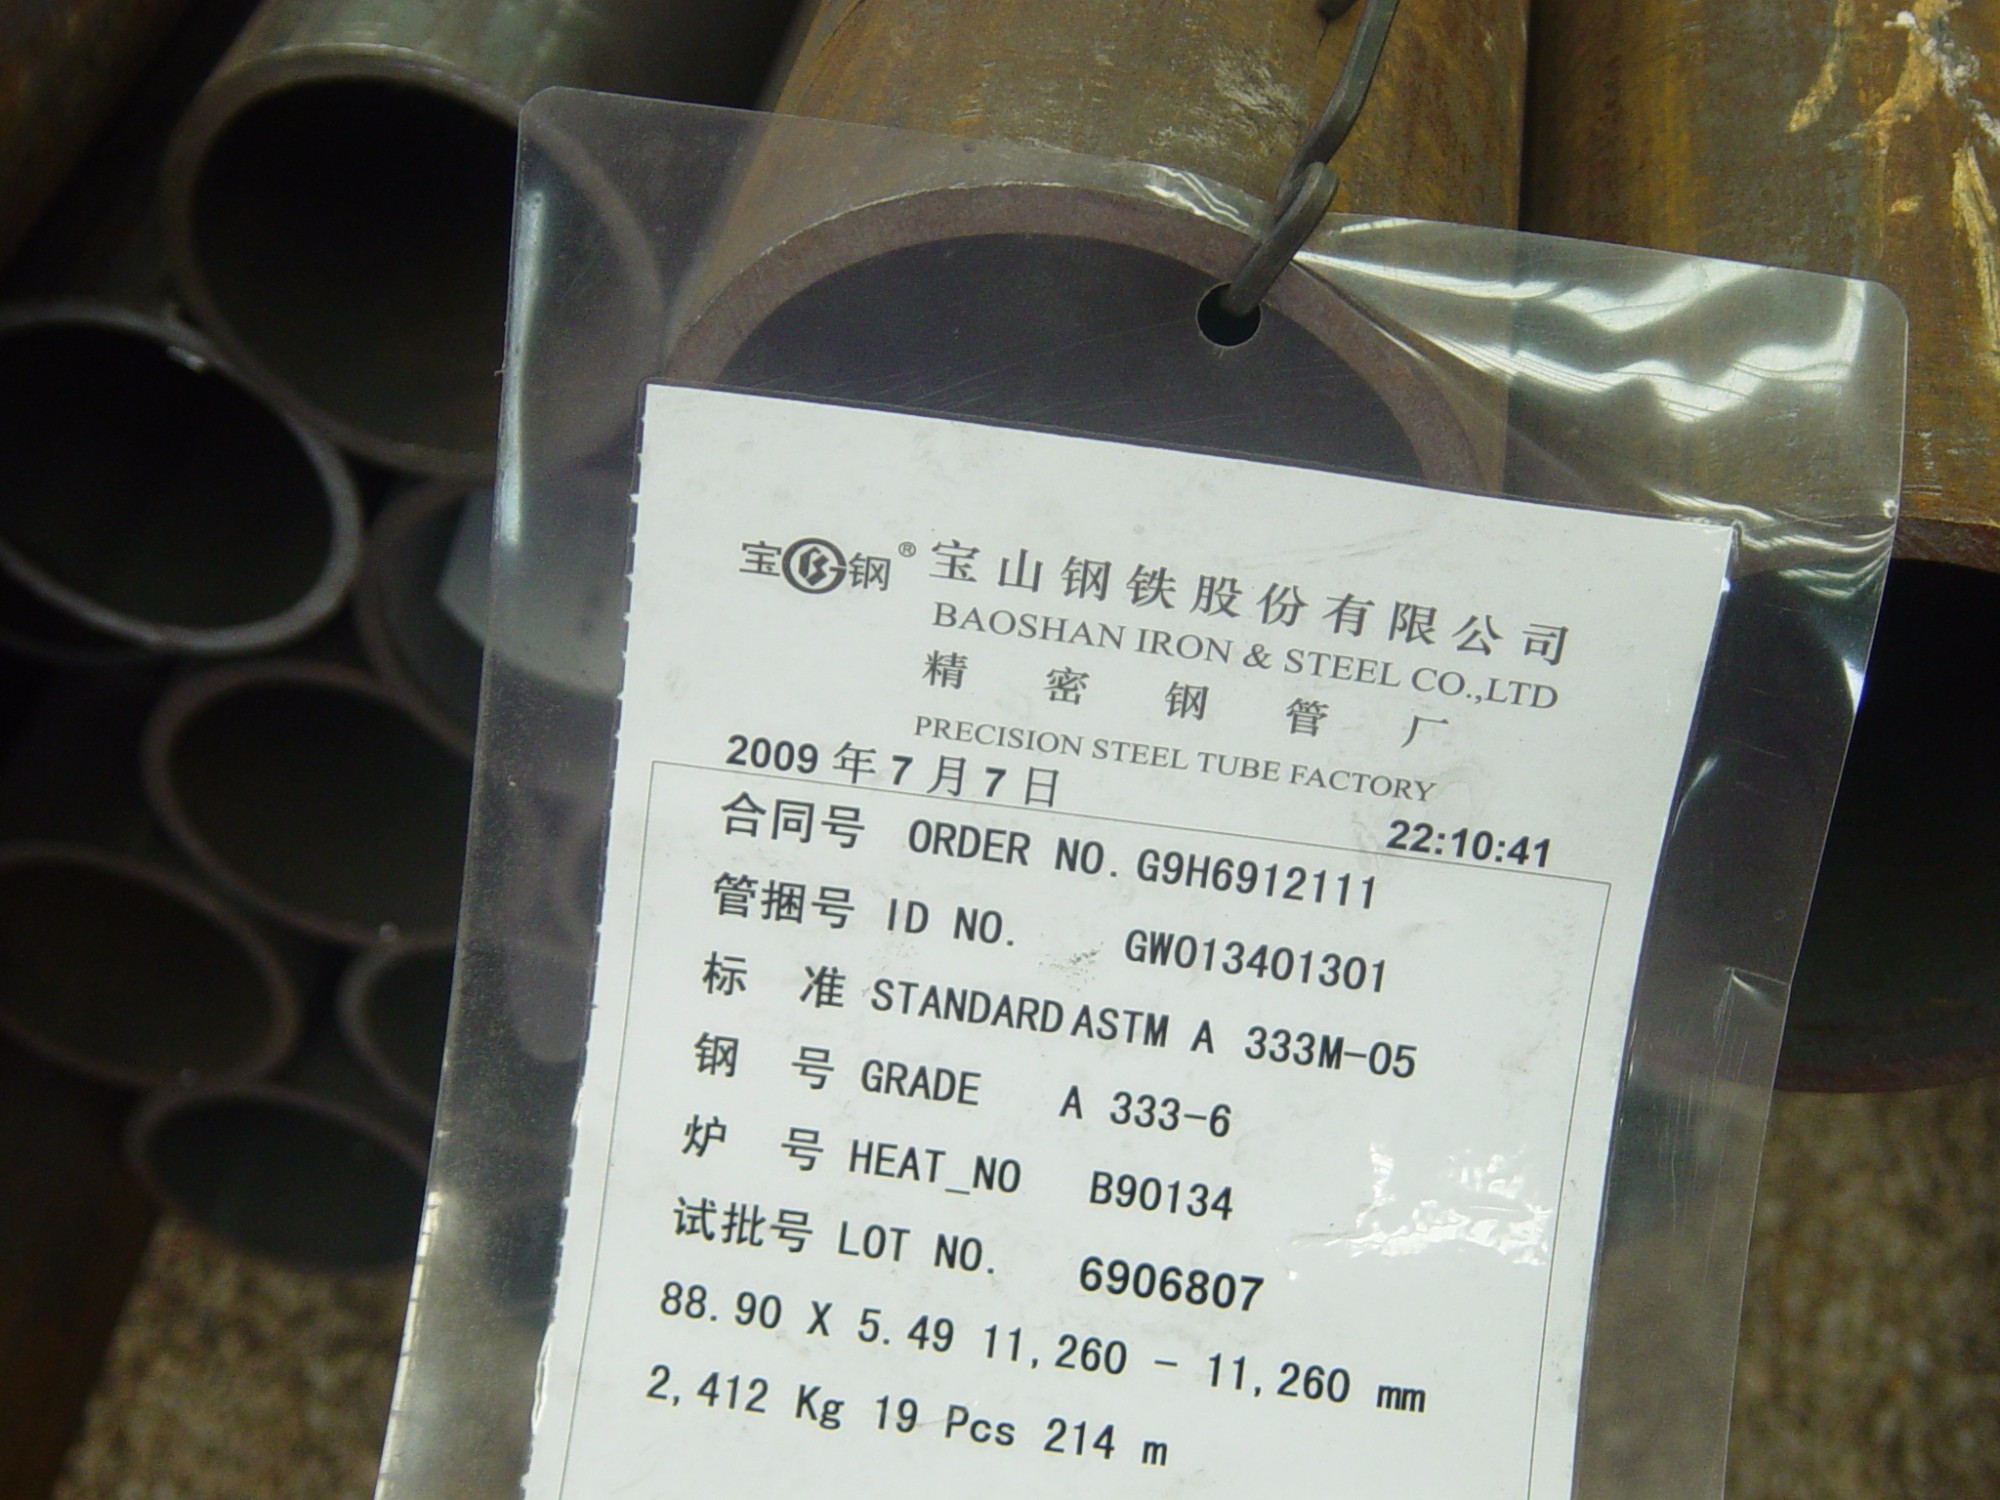 宝钢® 宝山钢铁股份有限公司
BAOSHAN IRON & STEEL CO.,LTD
精密钢管厂
PRECISION STEEL TUBE FACTORY
2009 年 7 月 7 日 22:10:41
合同号 ORDER NO. G9H6912111
管捆号 ID NO. GW013401301
标 准 STANDARD ASTM A 333M-05
钢 号 GRADE A 333-6
炉 号 HEAT_NO B90134
试批号 LOT NO. 6906807
88.90 X 5.49 11,260 - 11,260 mm
2,412 Kg 19 Pcs 214 m